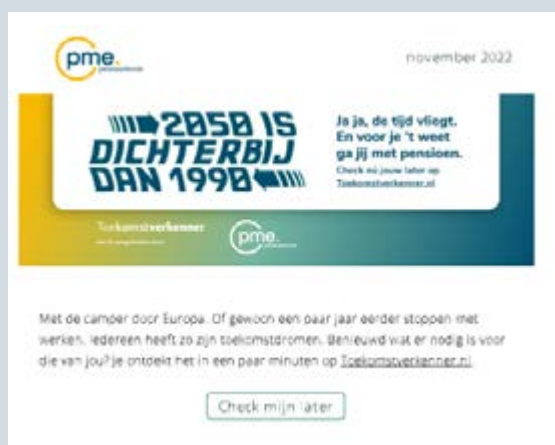 pme.
november 2022
2050 IS
DICHTERBIJ
DAN 1990
Ja ja, de tijd vliegt.
En voor je 't weet
ga jij met pensioen.
Check nú jouw later op
Toekomstverkenner.nl
Toekomstverkenner
pme.
Met de camper door Europa. Of gewoon een paar jaar eerder stoppen met
werken. Iedereen heeft zo zijn toekomstdromen. Benieuwd wat er nodig is voor
die van jou? Je ontdekt het in een paar minuten op Toekomstverkenner.nl.
Check mijn later